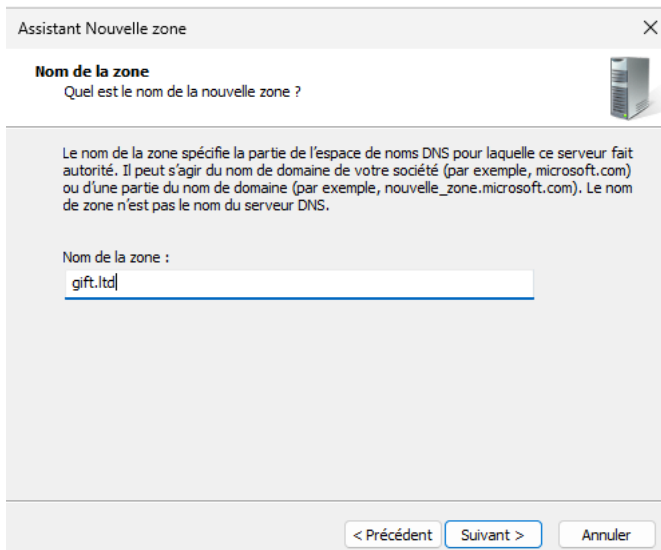 Assistant Nouvelle zone
Nom de la zone
Quel est le nom de la nouvelle zone ?
Le nom de la zone spécifie la partie de l'espace de noms DNS pour laquelle ce serveur fait
autorité. Il peut s'agir du nom de domaine de votre société (par exemple, microsoft.com)
ou d'une partie du nom de domaine (par exemple, nouvelle_zone.microsoft.com). Le nom
de zone n'est pas le nom du serveur DNS.
Nom de la zone :
gift.ltd
< Précédent Suivant > Annuler